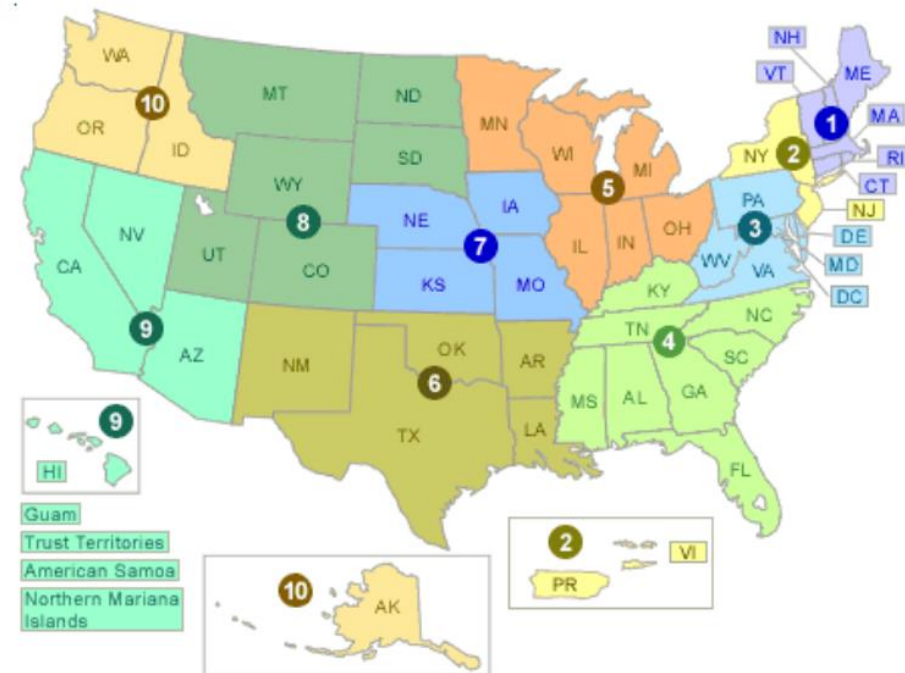 WA
MT
ND
MN
NH
VT
ME
MA
RI
CT
NJ
DE
MD
DC
10
1
2
OR
ID
SD
WI
MI
NY
WY
5
PA
3
NE
IA
8
7
NV
UT
CO
CA
KS
MO
IL
IN
OH
WV
VA
KY
9
AZ
NM
OK
AR
TN
NC
4
SC
6
TX
LA
MS
AL
GA
FL
9
HI
Guam
Trust Territories
American Samoa
Northern Mariana
Islands
10
AK
2
VI
PR